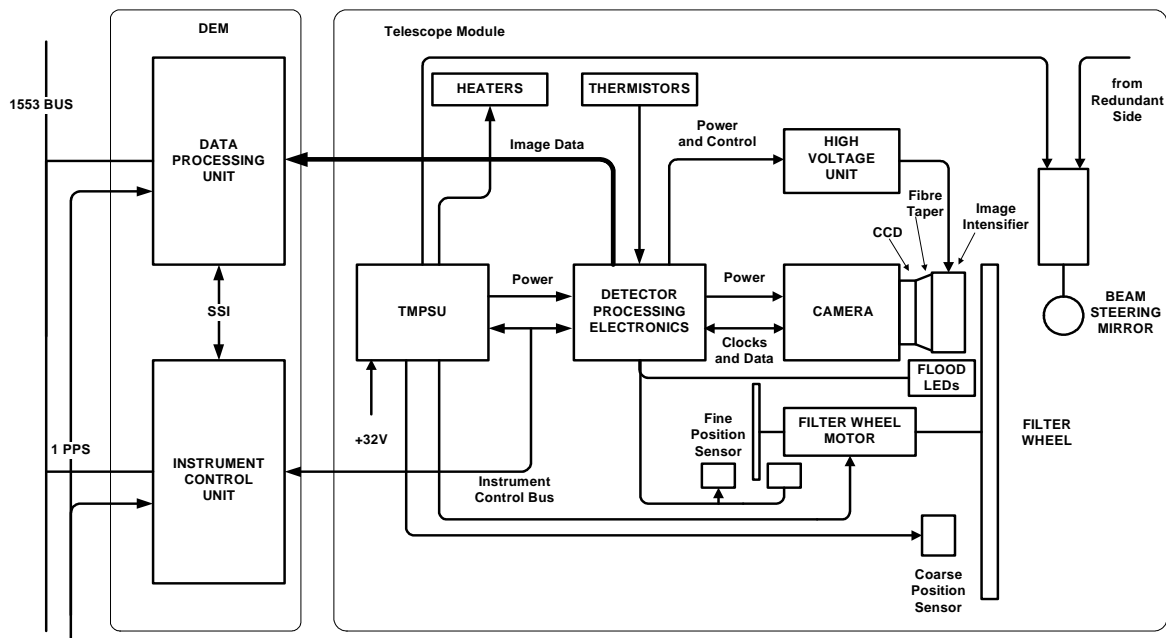 DEM
Telescope Module
1553 BUS
DATA
PROCESSING
UNIT
HEATERS
THERMISTORS
from
Redundant
Side
Image Data
Power
and Control
HIGH
VOLTAGE
UNIT
Fibre
Taper
Image
Intensifier
CCD
SSI
TMPSU
Power
DETECTOR
PROCESSING
ELECTRONICS
Power
CAMERA
Clocks
and Data
BEAM
STEERING
MIRROR
FLOOD
LEDs
+32V
1 PPS
INSTRUMENT
CONTROL
UNIT
Instrument
Control Bus
Fine
Position
Sensor
FILTER WHEEL
MOTOR
FILTER
WHEEL
Coarse
Position
Sensor